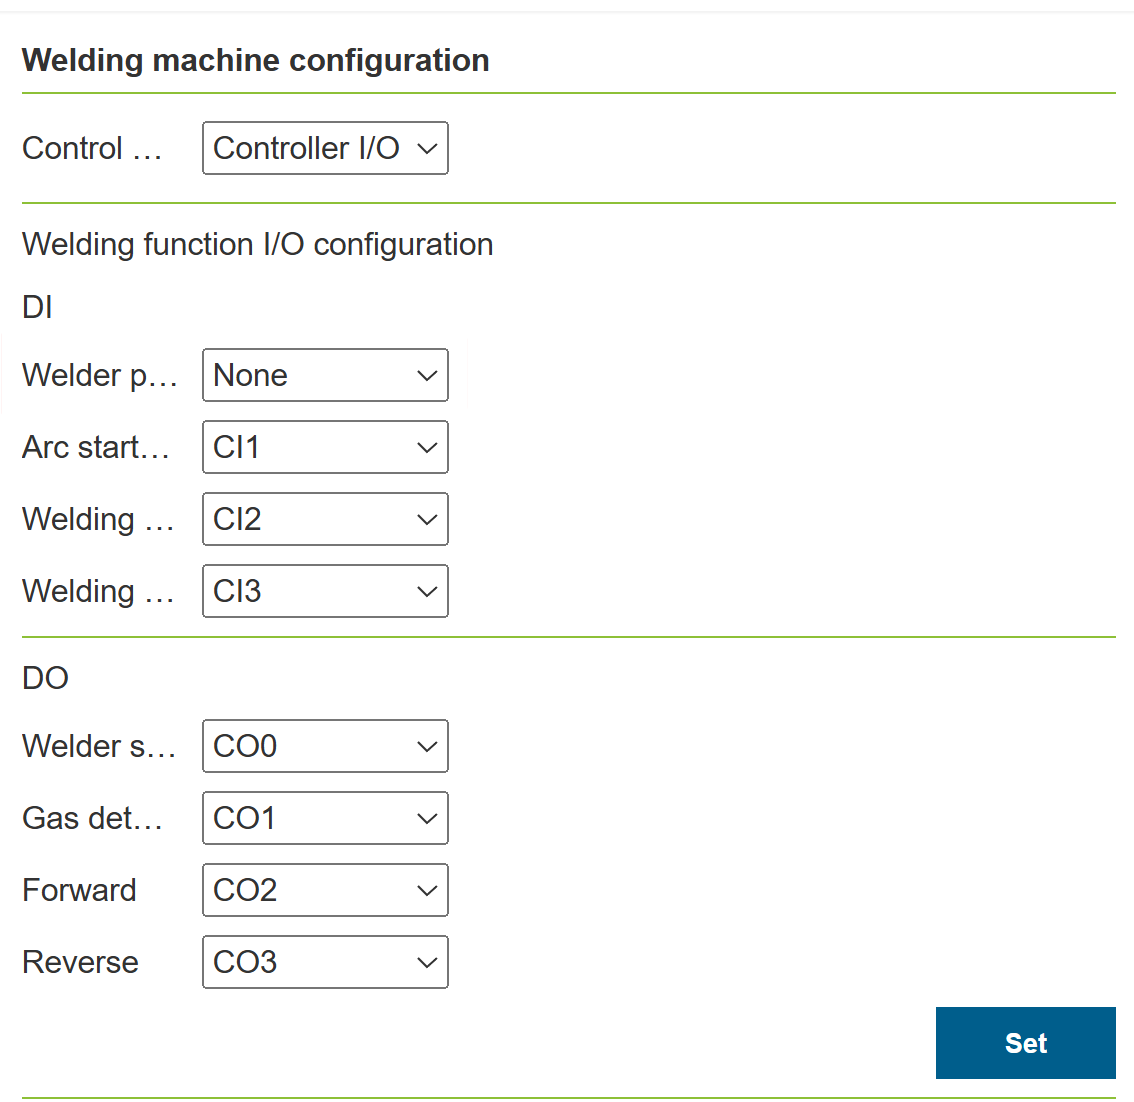 Welding machine configuration
Control … Controller I/O
Welding function I/O configuration
DI
Welder p… None
Arc start… CI1
Welding … CI2
Welding … CI3
DO
Welder s… CO0
Gas det… CO1
Forward CO2
Reverse CO3
Set